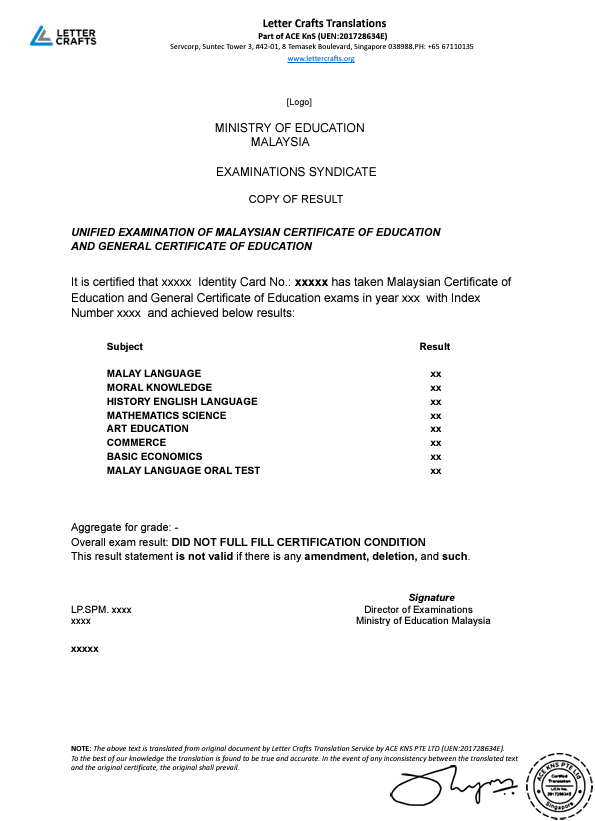 LETTER
CRAFTS
Letter Crafts Translations
Part of ACE KnS (UEN:201728634E)
Servcorp, Suntec Tower 3, #42-01, 8 Temasek Boulevard, Singapore 038988.PH: +65 67110135
www.lettercrafts.org
[Logo]
MINISTRY OF EDUCATION
MALAYSIA
EXAMINATIONS SYNDICATE
COPY OF RESULT
UNIFIED EXAMINATION OF MALAYSIAN CERTIFICATE OF EDUCATION
AND GENERAL CERTIFICATE OF EDUCATION
It is certified that xxxxx Identity Card No.: xxxxx has taken Malaysian Certificate of
Education and General Certificate of Education exams in year xxx with Index
Number xxxx and achieved below results:
Subject Result
MALAY LANGUAGE xx
MORAL KNOWLEDGE xx
HISTORY ENGLISH LANGUAGE xx
MATHEMATICS SCIENCE xx
ART EDUCATION xx
COMMERCE xx
BASIC ECONOMICS xx
MALAY LANGUAGE ORAL TEST xx
Aggregate for grade: -
Overall exam result: DID NOT FULL FILL CERTIFICATION CONDITION
This result statement is not valid if there is any amendment, deletion, and such.
Signature
LP.SPM. xxxx Director of Examinations
xxxx Ministry of Education Malaysia
xxxxx
NOTE: The above text is translated from original document by Letter Crafts Translation Service by ACE KNS PTE LTD (UEN:201728634E).
To the best of our knowledge the translation is found to be true and accurate. In the event of any inconsistency between the translated text
and the original certificate, the original shall prevail.
ACE KNS PTE Ltd
Certified
Translation
UEN No.
201728634E
Singapore